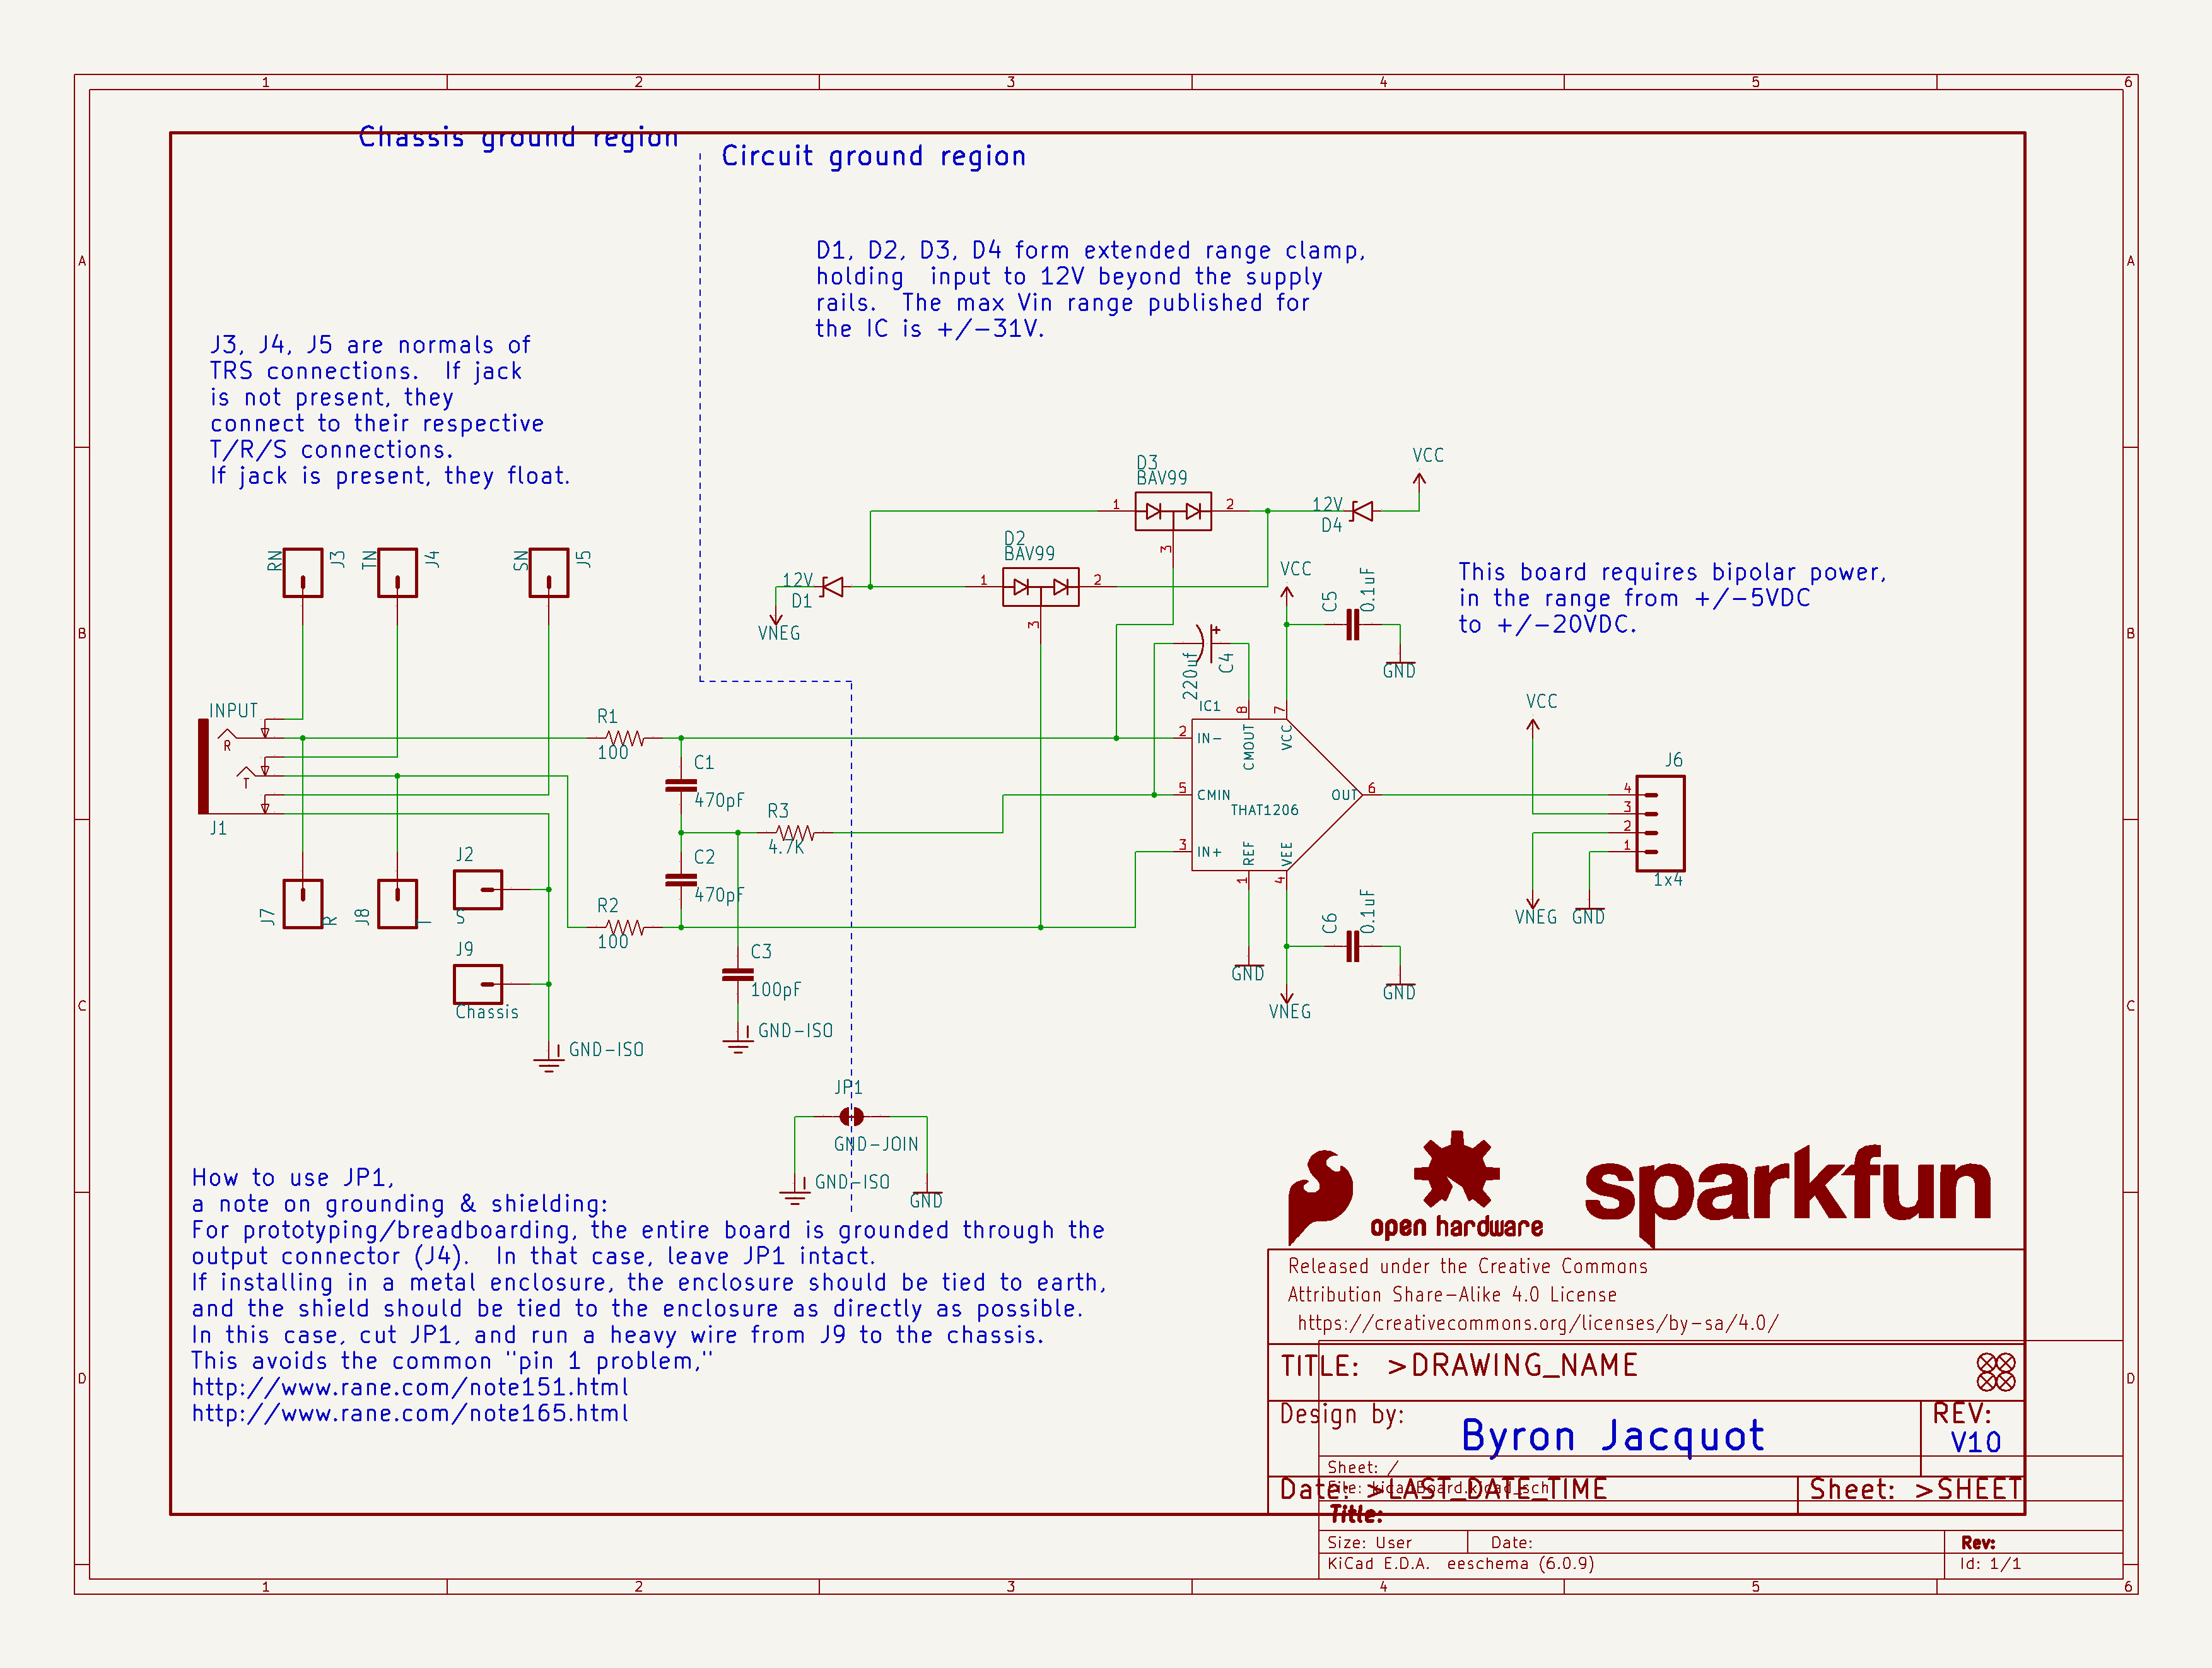 1 2 3 4 5 6
Chassis ground region
Circuit ground region
D1, D2, D3, D4 form extended range clamp,
holding  input to 12V beyond the supply
rails.  The max Vin range published for
the IC is +/-31V.
A
A
J3, J4, J5 are normals of
TRS connections.  If jack
is not present, they
connect to their respective
T/R/S connections.
If jack is present, they float.
VCC
D3
BAV99
1
2
3
12V
D4
D2
BAV99
1
2
3
12V
D1
VNEG
RN
J3
TN
J4
SN
J5
VCC
C5
0.1uF
GND
This board requires bipolar power,
in the range from +/-5VDC
to +/-20VDC.
B
B
220uf
C4
IC1
8
7
INPUT
R
T
J1
R1
100
C1
470pF
R3
4.7K
C2
470pF
R2
100
2
IN-
CMOUT
VCC
5
CMIN
THAT1206
OUT
6
3
IN+
REF
VEE
1
4
VCC
J6
4
3
2
1
1x4
VNEG
GND
J7
R
J8
T
J2
S
J9
Chassis
GND-ISO
C3
100pF
GND-ISO
GND
C6
0.1uF
GND
VNEG
C
C
JP1
GND-JOIN
GND-ISO
GND
How to use JP1,
a note on grounding & shielding:
For prototyping/breadboarding, the entire board is grounded through the
output connector (J4).  In that case, leave JP1 intact.
If installing in a metal enclosure, the enclosure should be tied to earth,
and the shield should be tied to the enclosure as directly as possible.
In this case, cut JP1, and run a heavy wire from J9 to the chassis.
This avoids the common "pin 1 problem,"
http://www.rane.com/note151.html
http://www.rane.com/note165.html
open hardware
sparkfun
Released under the Creative Commons
Attribution Share-Alike 4.0 License
https://creativecommons.org/licenses/by-sa/4.0/
D
D
TITLE:  >DRAWING_NAME
Design by:
Byron Jacquot
REV:
V10
Sheet: /
File: kicadBoard.kicad_sch
Date: >LAST_DATE_TIME
Sheet: >SHEET
Title:
Size: User
Date:
Rev:
KiCad E.D.A.  eeschema (6.0.9)
Id: 1/1
1 2 3 4 5 6